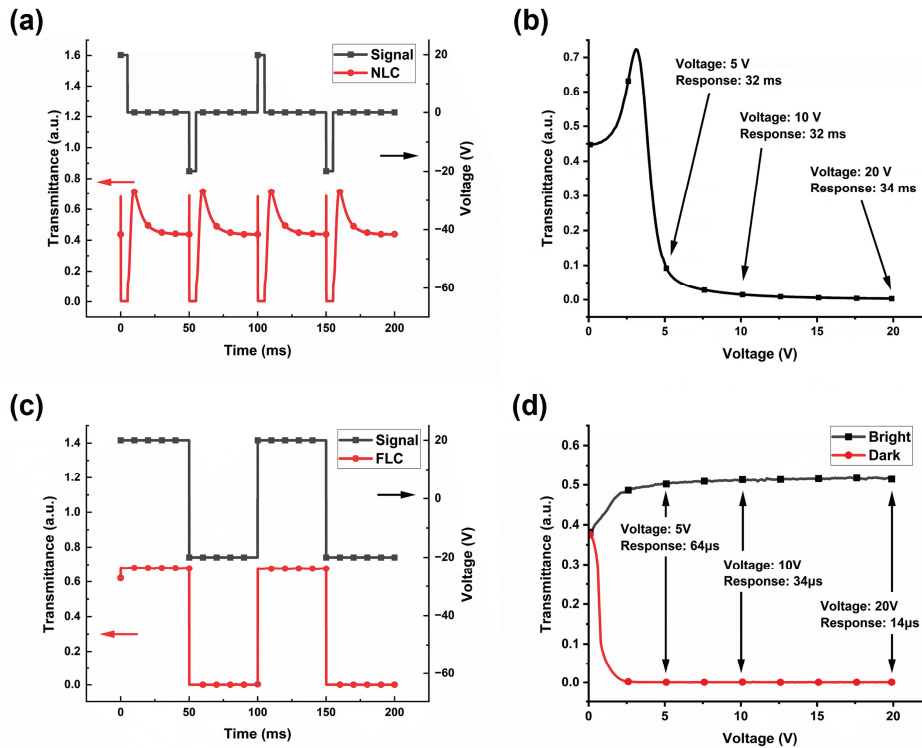 (a)
Signal
NLC
1.6
1.4
1.2
1.0
0.8
0.6
0.4
0.2
0.0
Transmittance (a.u.)
20
0
−20
−40
−60
Voltage (V)
0 50 100 150 200
Time (ms)
(b)
0.7
0.6
0.5
0.4
0.3
0.2
0.1
0.0
Transmittance (a.u.)
Voltage: 5 V
Response: 32 ms
Voltage: 10 V
Response: 32 ms
Voltage: 20 V
Response: 34 ms
0 5 10 15 20
Voltage (V)
(c)
Signal
FLC
1.4
1.2
1.0
0.8
0.6
0.4
0.2
0.0
Transmittance (a.u.)
20
0
−20
−40
−60
Voltage (V)
0 50 100 150 200
Time (ms)
(d)
Bright
Dark
0.6
0.5
0.4
0.3
0.2
0.1
0.0
Transmittance (a.u.)
Voltage: 5V
Response: 64μs
Voltage: 10V
Response: 34μs
Voltage: 20V
Response: 14μs
0 5 10 15 20
Voltage (V)